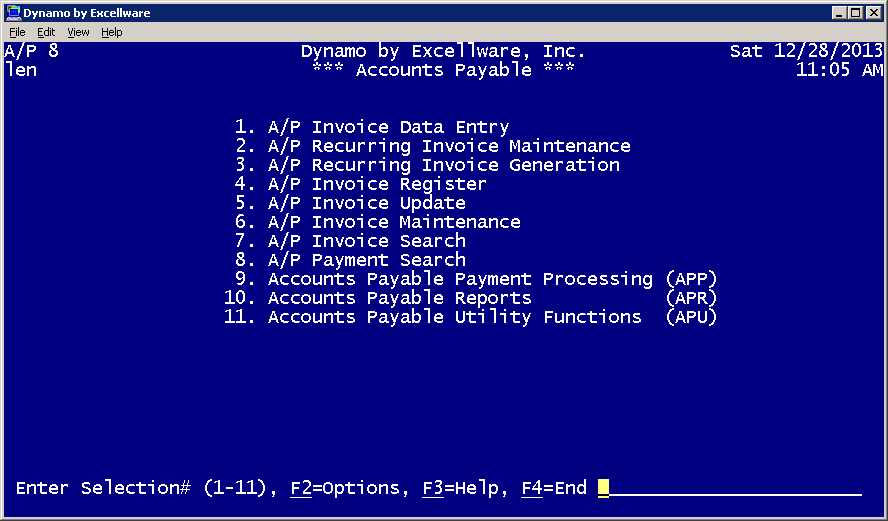 Dynamo by Excellware
File Edit View Help
A/P 8 Dynamo by Excellware, Inc. Sat 12/28/2013
len *** Accounts Payable *** 11:05 AM
1. A/P Invoice Data Entry
2. A/P Recurring Invoice Maintenance
3. A/P Recurring Invoice Generation
4. A/P Invoice Register
5. A/P Invoice Update
6. A/P Invoice Maintenance
7. A/P Invoice Search
8. A/P Payment Search
9. Accounts Payable Payment Processing (APP)
10. Accounts Payable Reports (APR)
11. Accounts Payable Utility Functions (APU)
Enter Selection# (1-11), F2=Options, F3=Help, F4=End